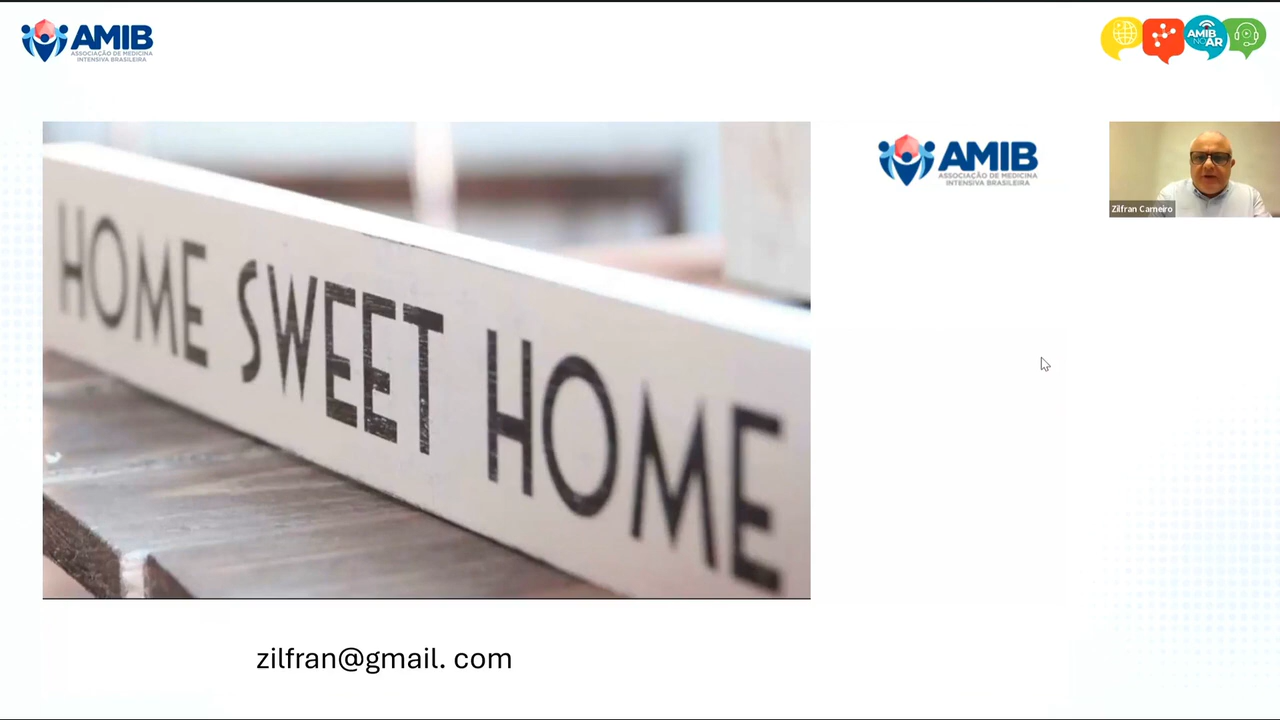 AMIB
ASSOCIAÇÃO DE MEDICINA
INTENSIVA BRASILEIRA
AMIB
NO
AR
HOME SWEET HOME
AMIB
ASSOCIAÇÃO DE MEDICINA
INTENSIVA BRASILEIRA
Zilfran Carneiro
zilfran@gmail. com